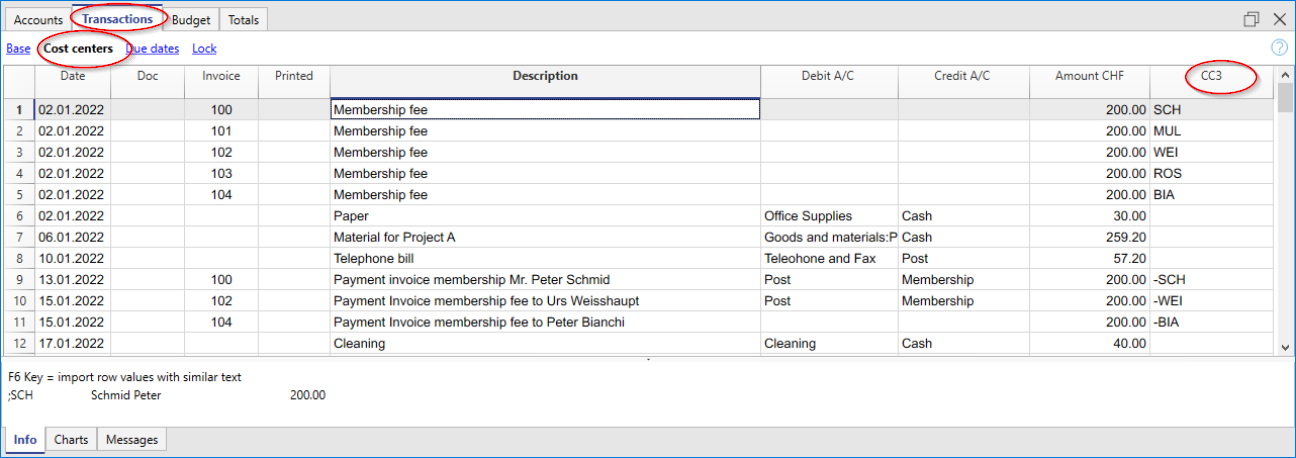 Accounts Transactions Budget Totals
Base Cost centers Due dates Lock
Date Doc Invoice Printed Description Debit A/C Credit A/C Amount CHF CC3
1 02.01.2022 100 Membership fee 200.00 SCH
2 02.01.2022 101 Membership fee 200.00 MUL
3 02.01.2022 102 Membership fee 200.00 WEI
4 02.01.2022 103 Membership fee 200.00 ROS
5 02.01.2022 104 Membership fee 200.00 BIA
6 02.01.2022 Paper Office Supplies Cash 30.00
7 06.01.2022 Material for Project A Goods and materials:P Cash 259.20
8 10.01.2022 Telephone bill Teleohone and Fax Post 57.20
9 13.01.2022 100 Payment invoice membership Mr. Peter Schmid Post Membership 200.00 -SCH
10 15.01.2022 102 Payment Invoice membership fee to Urs Weisshaupt Post Membership 200.00 -WEI
11 15.01.2022 104 Payment Invoice membership fee to Peter Bianchi 200.00 -BIA
12 17.01.2022 Cleaning Cleaning Cash 40.00
F6 Key = import row values with similar text
;SCH Schmid Peter 200.00
Info Charts Messages